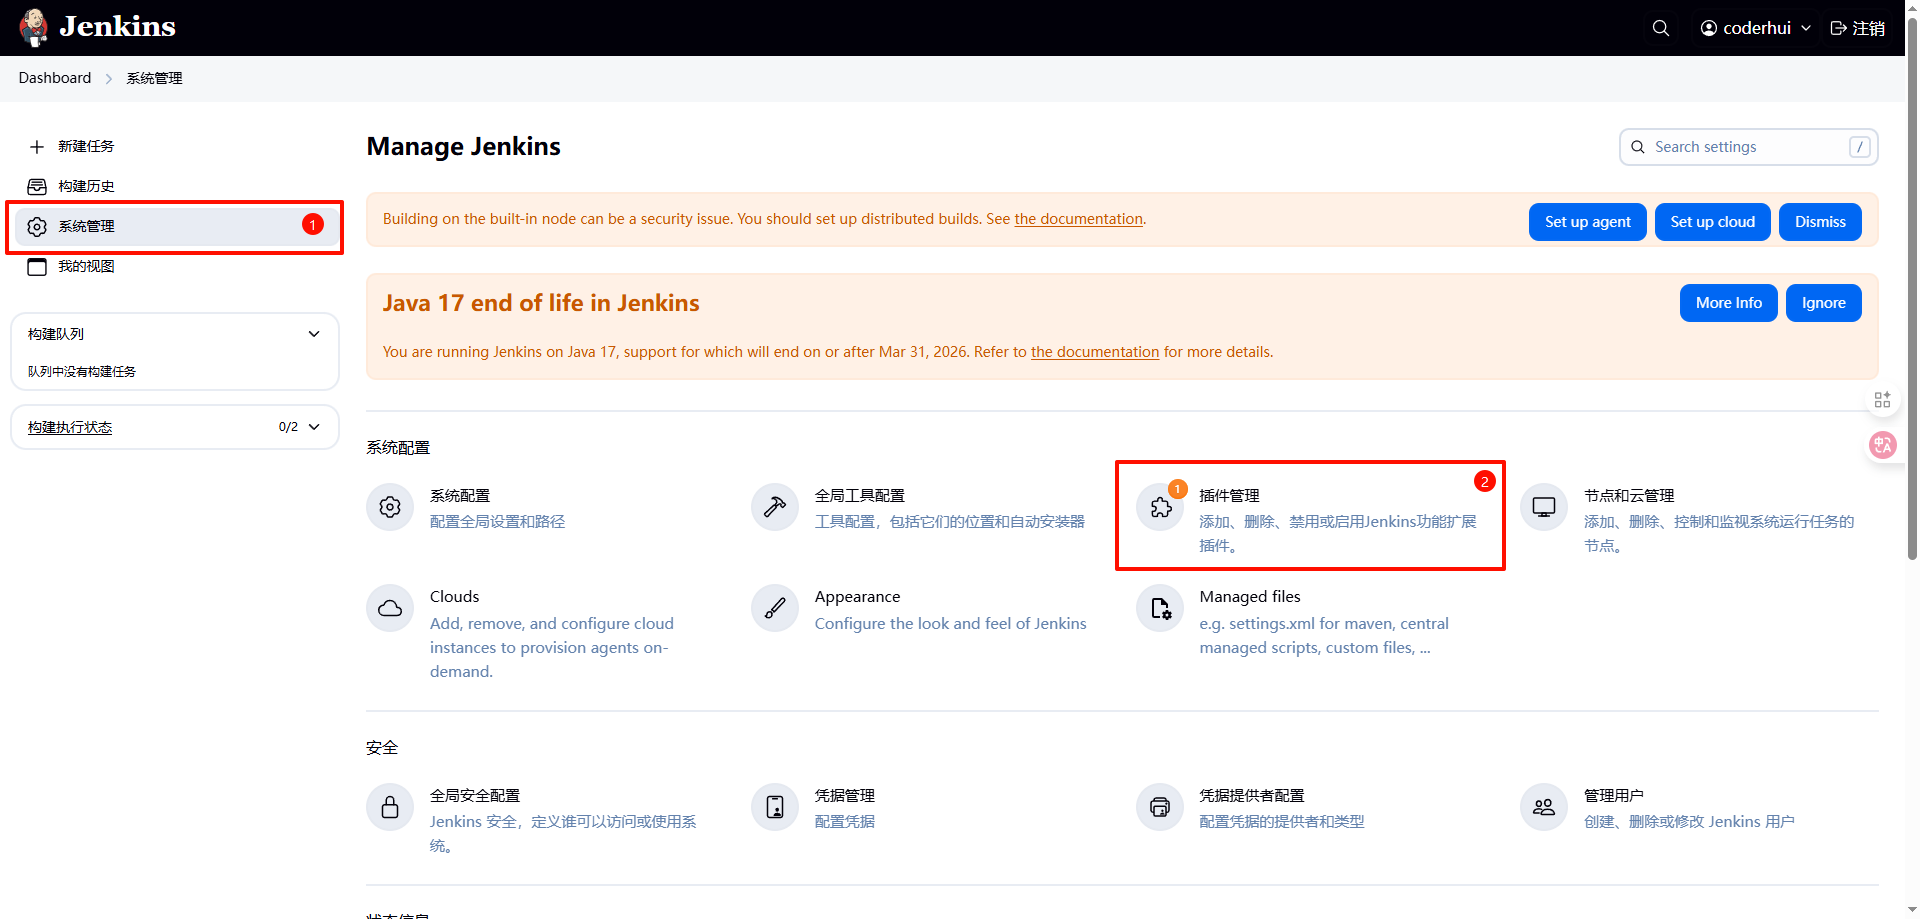 Jenkins
coderhui
注销
Dashboard
系统管理
新建任务
构建历史
系统管理
1
我的视图
构建队列
队列中没有构建任务
构建执行状态
0/2
Manage Jenkins
Search settings
/
Building on the built-in node can be a security issue. You should set up distributed builds. See the documentation.
Set up agent
Set up cloud
Dismiss
Java 17 end of life in Jenkins
More Info
Ignore
You are running Jenkins on Java 17, support for which will end on or after Mar 31, 2026. Refer to the documentation for more details.
系统配置
系统配置
配置全局设置和路径
全局工具配置
工具配置，包括它们的位置和自动安装器
1
插件管理
2
添加、删除、禁用或启用Jenkins功能扩展
插件。
节点和云管理
添加、删除、控制和监视系统运行任务的
节点。
Clouds
Add, remove, and configure cloud
instances to provision agents on-
demand.
Appearance
Configure the look and feel of Jenkins
Managed files
e.g. settings.xml for maven, central
managed scripts, custom files, ...
安全
全局安全配置
Jenkins 安全，定义谁可以访问或使用系
统。
凭据管理
配置凭据
凭据提供者配置
配置凭据的提供者和类型
管理用户
创建、删除或修改 Jenkins 用户
状态信息